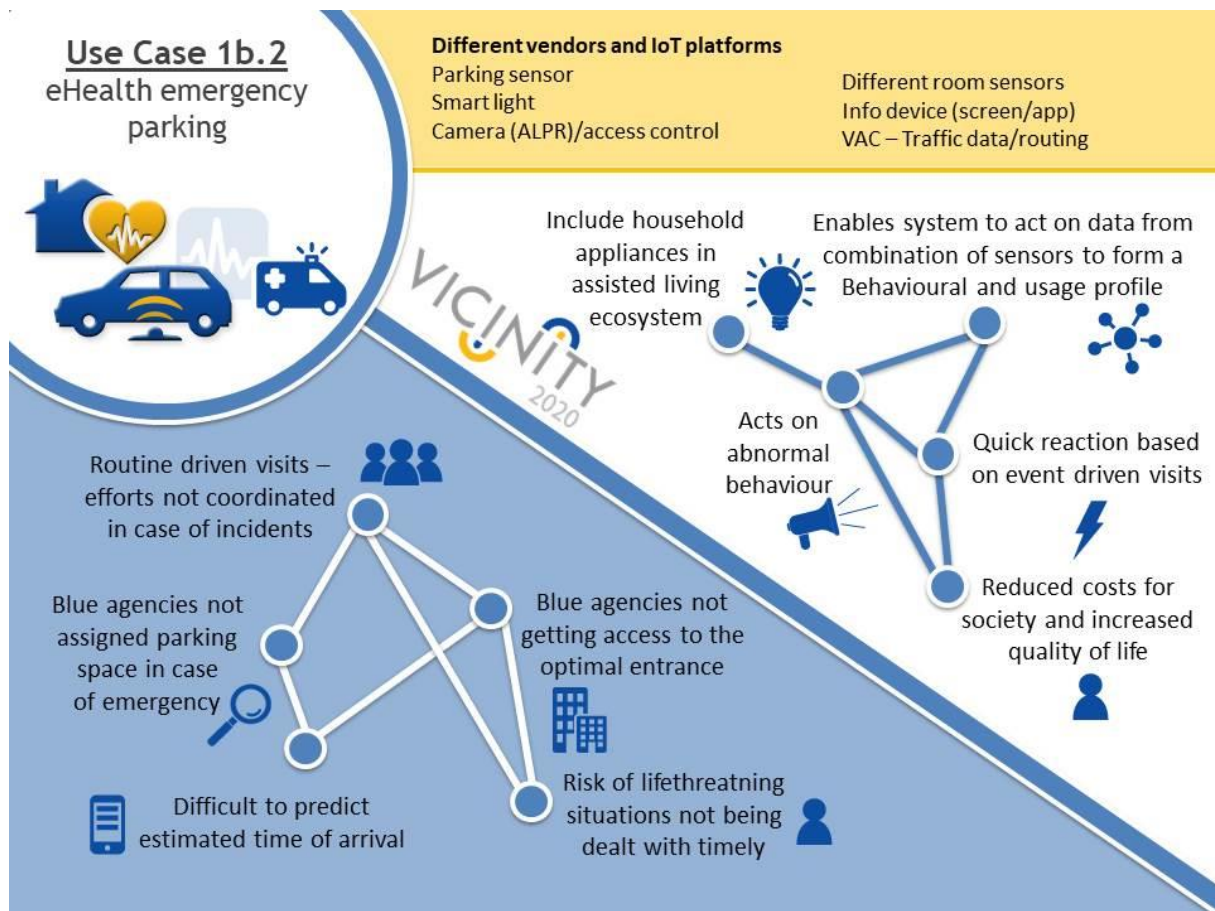 Use Case 1b.2
eHealth emergency
parking
Different vendors and IoT platforms
Parking sensor
Smart light
Camera (ALPR)/access control
Different room sensors
Info device (screen/app)
VAC – Traffic data/routing
VICINITY
2020
Include household
appliances in
assisted living
ecosystem
Enables system to act on data from
combination of sensors to form a
Behavioural and usage profile
Acts on
abnormal
behaviour
Quick reaction based
on event driven visits
Reduced costs for
society and increased
quality of life
Routine driven visits –
efforts not coordinated
in case of incidents
Blue agencies not
assigned parking
space in case
of emergency
Blue agencies not
getting access to the
optimal entrance
Difficult to predict
estimated time of arrival
Risk of lifethreatning
situations not being
dealt with timely